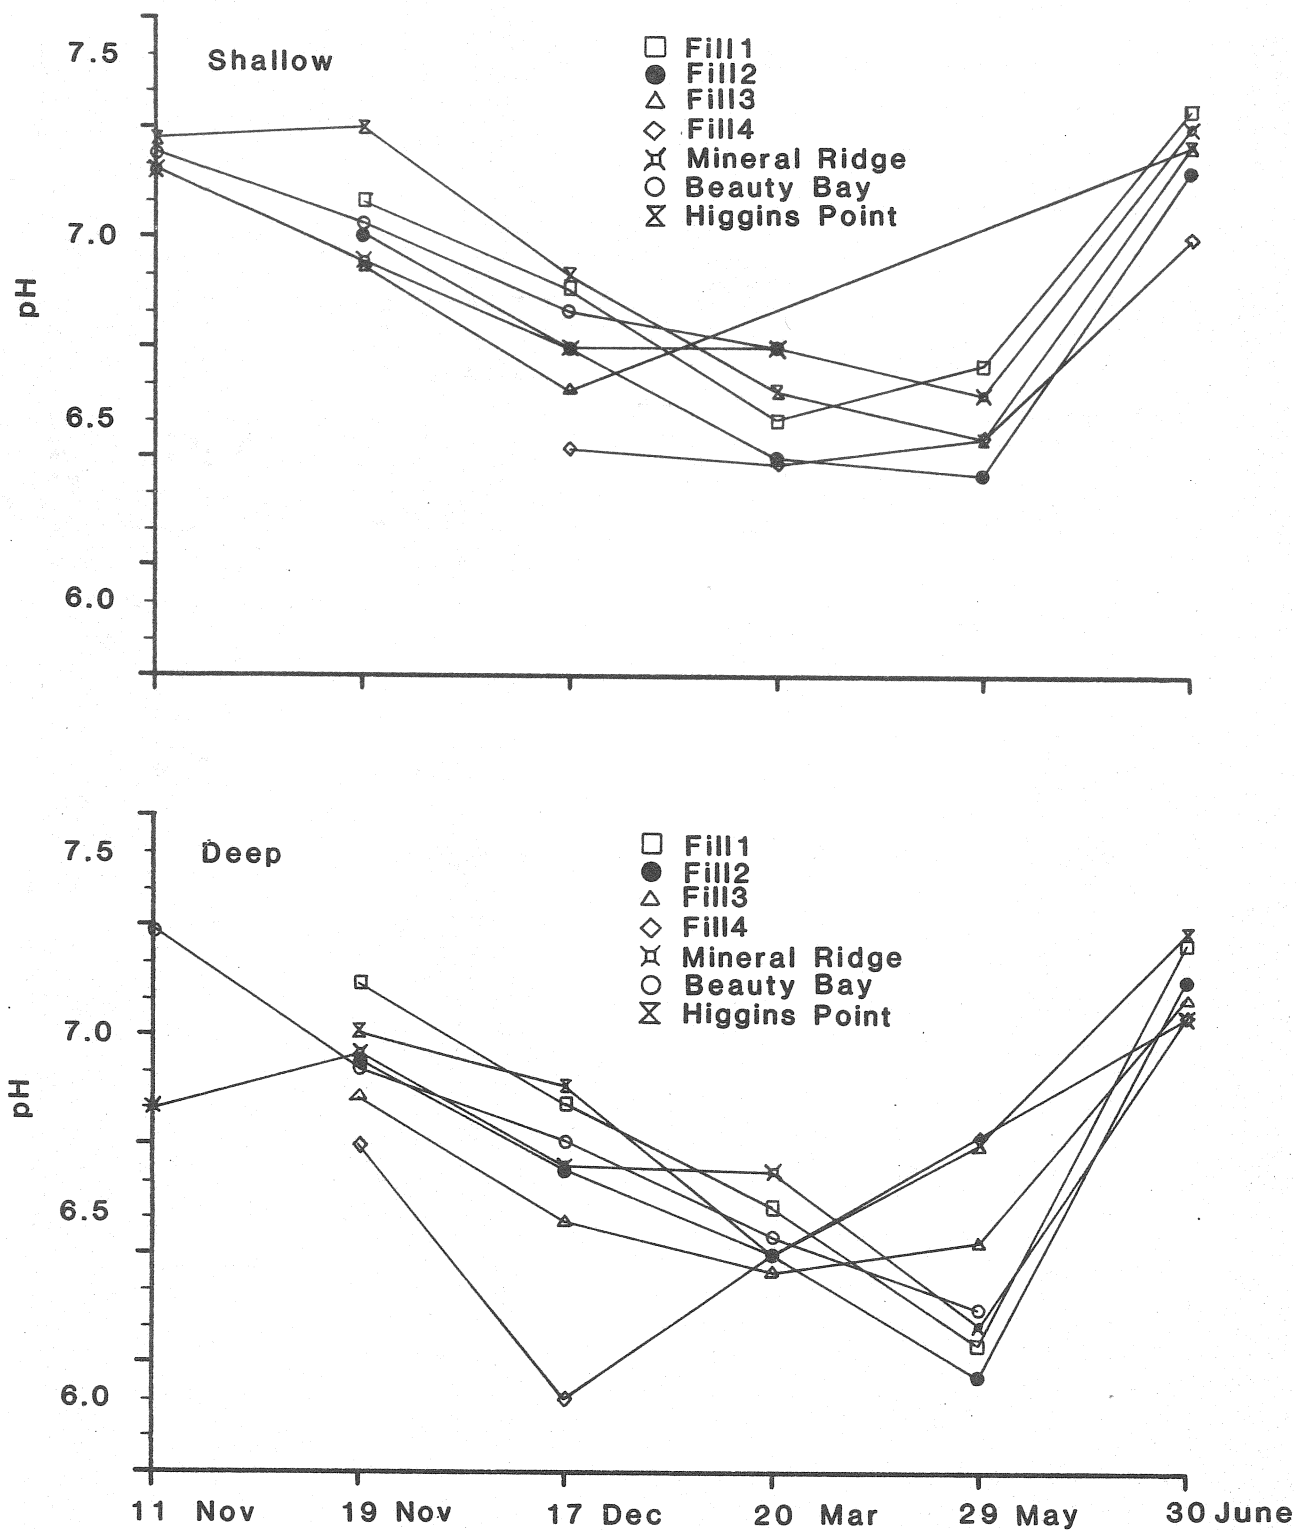 Shallow
7.5
7.0
6.5
6.0
pH
Fill1
Fill2
Fill3
Fill4
Mineral Ridge
Beauty Bay
Higgins Point
Deep
7.5
7.0
6.5
6.0
pH
Fill1
Fill2
Fill3
Fill4
Mineral Ridge
Beauty Bay
Higgins Point
11 Nov 19 Nov 17 Dec 20 Mar 29 May 30 June